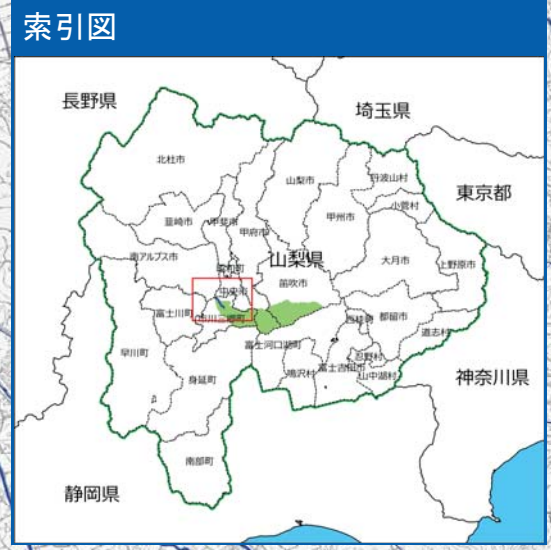 索引図
長野県
埼玉県
北杜市
山梨市
丹波山村
小菅村
東京都
甲州市
韮崎市
甲斐市
甲府市
南アルプス市
昭和町
山梨県
大月市
上野原市
中央市
笛吹市
富士川町
市川三郷町
西桂町
都留市
道志村
富士河口湖町
早川町
忍野村
鳴沢村
富士吉田市
山中湖村
身延町
神奈川県
南部町
静岡県